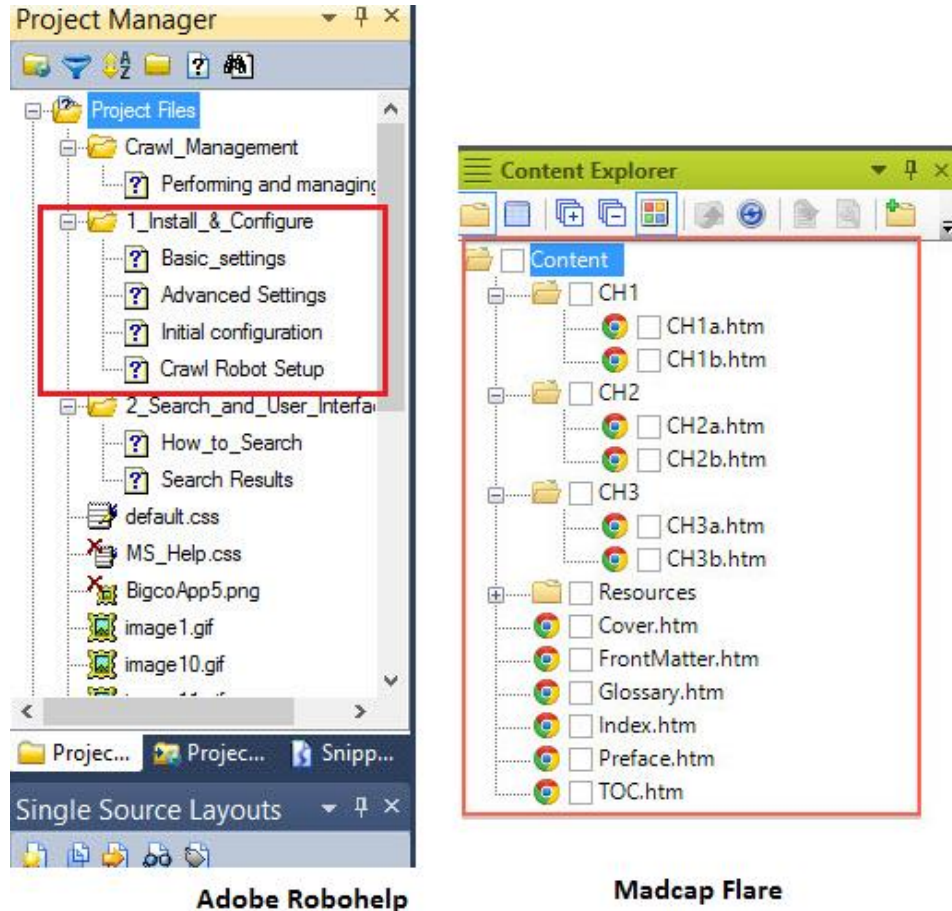 Project Manager
Project Files
Crawl_Management
Performing and managing
1_Install_&_Configure
Basic_settings
Advanced Settings
Initial configuration
Crawl Robot Setup
2_Search_and_User_Interfa
How_to_Search
Search Results
default.css
MS_Help.css
BigcoApp5.png
image1.gif
image10.gif
Projec... Projec... Snipp...
Single Source Layouts
Adobe Robohelp
Content Explorer
Content
CH1
CH1a.htm
CH1b.htm
CH2
CH2a.htm
CH2b.htm
CH3
CH3a.htm
CH3b.htm
Resources
Cover.htm
FrontMatter.htm
Glossary.htm
Index.htm
Preface.htm
TOC.htm
Madcap Flare